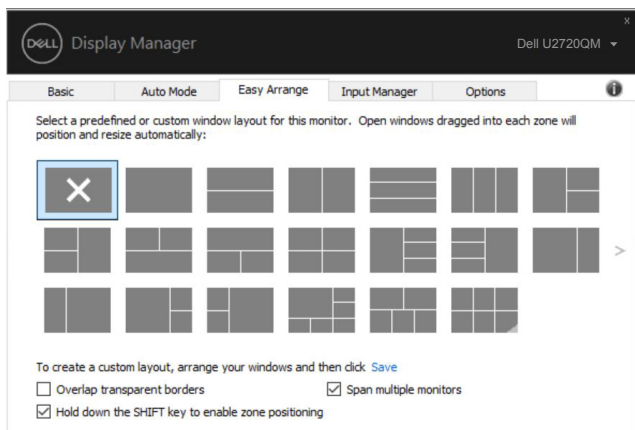 x
DELL Display Manager
Dell U2720QM
Basic Auto Mode Easy Arrange Input Manager Options
Select a predefined or custom window layout for this monitor. Open windows dragged into each zone will
position and resize automatically:
To create a custom layout, arrange your windows and then click Save
Overlap transparent borders Span multiple monitors
Hold down the SHIFT key to enable zone positioning